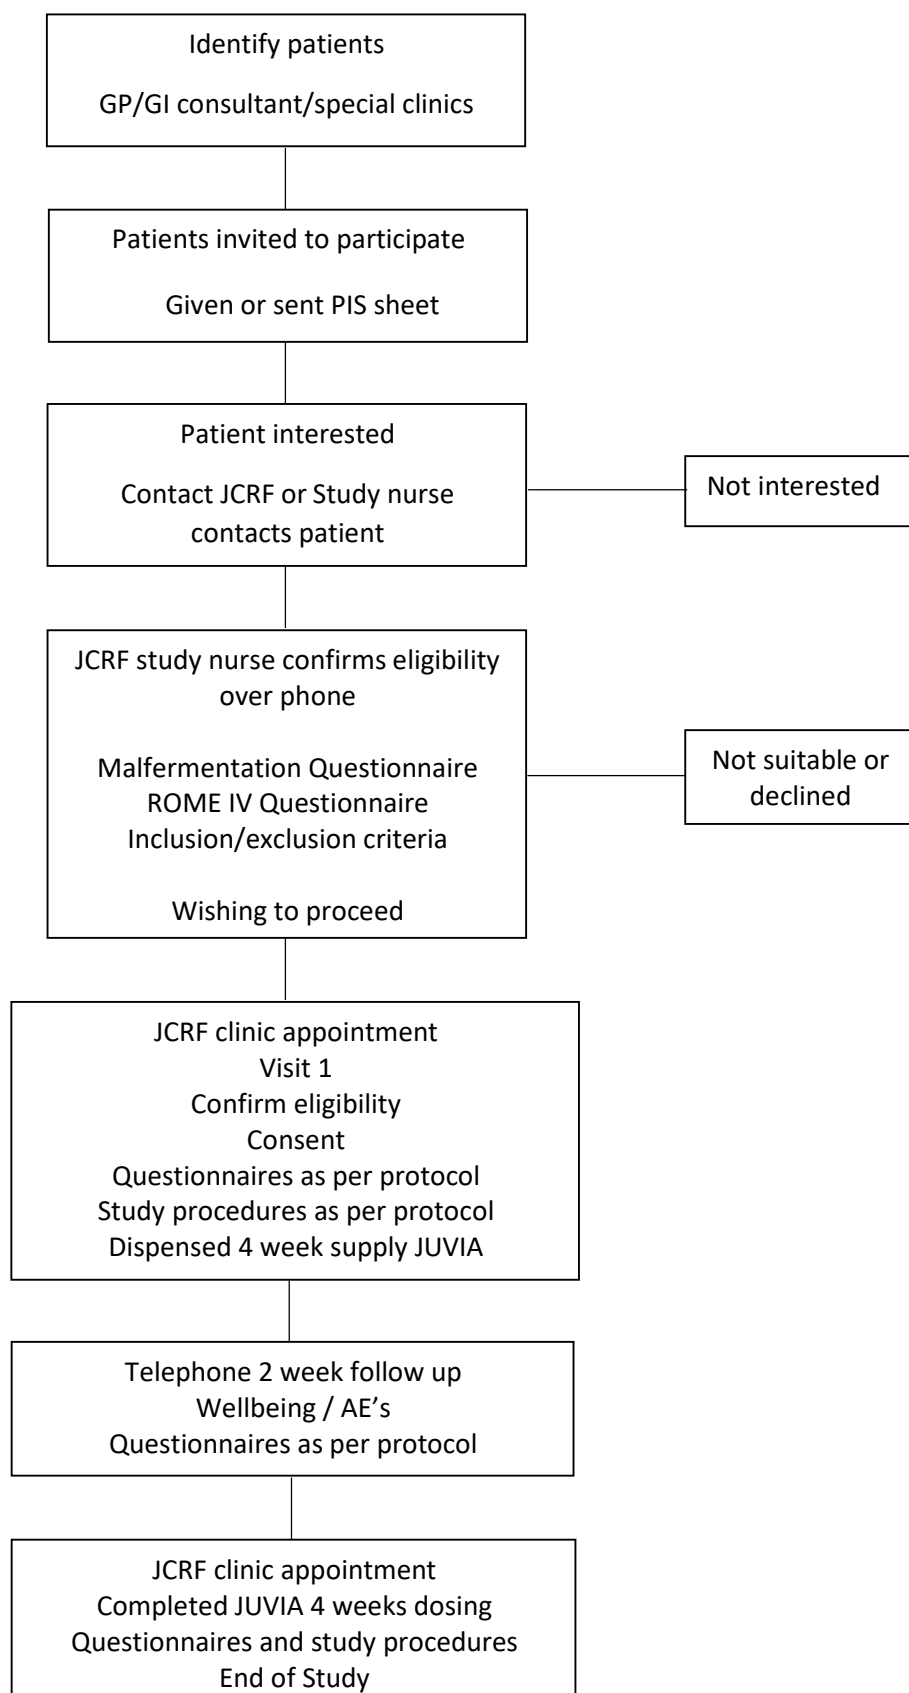 Identify patients
GP/GI consultant/special clinics
Patients invited to participate
Given or sent PIS sheet
Patient interested
Contact JCRF or Study nurse
contacts patient
Not interested
JCRF study nurse confirms eligibility
over phone
Malfermentation Questionnaire
ROME IV Questionnaire
Inclusion/exclusion criteria
Wishing to proceed
Not suitable or
declined
JCRF clinic appointment
Visit 1
Confirm eligibility
Consent
Questionnaires as per protocol
Study procedures as per protocol
Dispensed 4 week supply JUVIA
Telephone 2 week follow up
Wellbeing / AE’s
Questionnaires as per protocol
JCRF clinic appointment
Completed JUVIA 4 weeks dosing
Questionnaires and study procedures
End of Study